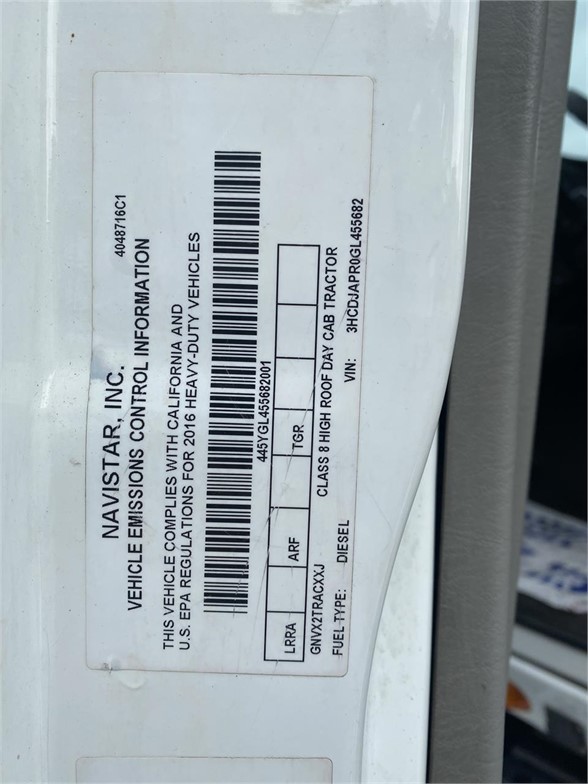 4048716C1
NAVISTAR, INC.
VEHICLE EMISSIONS CONTROL INFORMATION
THIS VEHICLE COMPLIES WITH CALIFORNIA AND
U.S. EPA REGULATIONS FOR 2016 HEAVY-DUTY VEHICLES
445YGL455682001
LRRA ARF TGR
GNVX2TRACXXJ CLASS 8 HIGH ROOF DAY CAB TRACTOR
FUEL TYPE: DIESEL VIN: 3HCDJAPR0GL455682